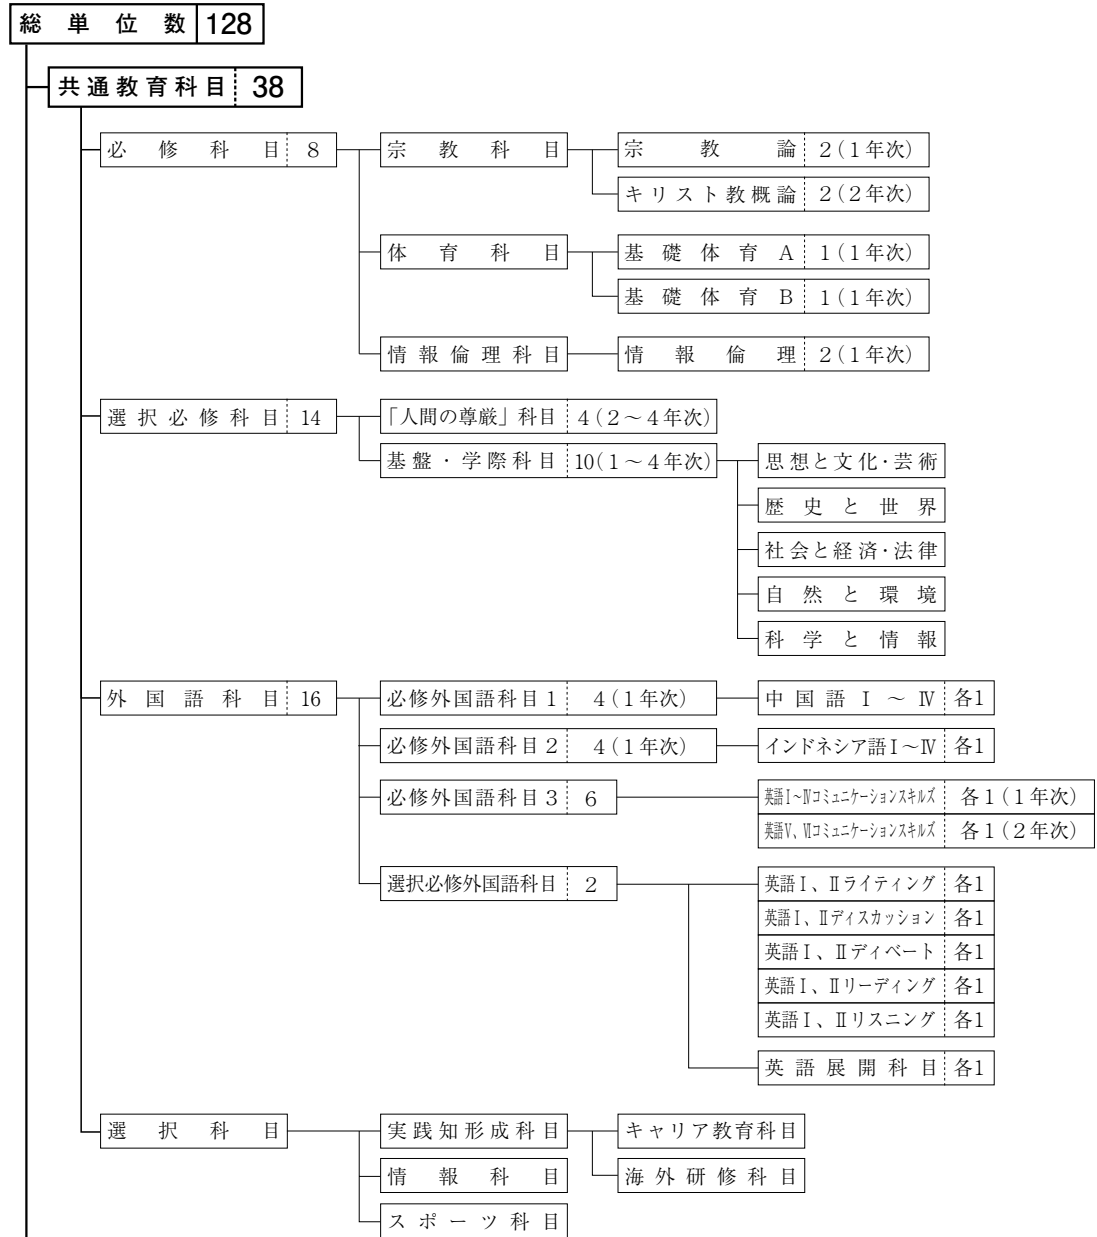 総単位数 128
共通教育科目 38
必修科目 8 宗教科目 宗教論 2(1年次)
キリスト教概論 2(2年次)
体育科目 基礎体育A 1(1年次)
基礎体育B 1(1年次)
情報倫理科目 情報倫理 2(1年次)
選択必修科目 14 「人間の尊厳」科目 4(2～4年次)
基盤・学際科目 10(1～4年次) 思想と文化・芸術
歴史と世界
社会と経済・法律
自然と環境
科学と情報
外国語科目 16 必修外国語科目1 4(1年次) 中国語Ⅰ～Ⅳ 各1
必修外国語科目2 4(1年次) インドネシア語Ⅰ～Ⅳ 各1
必修外国語科目3 6 英語Ⅰ～Ⅳコミュニケーションスキルズ 各1(1年次)
英語Ⅴ、Ⅵコミュニケーションスキルズ 各1(2年次)
選択必修外国語科目 2 英語Ⅰ、Ⅱライティング 各1
英語Ⅰ、Ⅱディスカッション 各1
英語Ⅰ、Ⅱディベート 各1
英語Ⅰ、Ⅱリーディング 各1
英語Ⅰ、Ⅱリスニング 各1
英語展開科目 各1
選択科目 実践知形成科目 キャリア教育科目
情報科目 海外研修科目
スポーツ科目